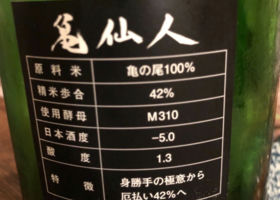 亀仙人
原料米 亀の尾100%
精米歩合 42%
使用酵母 M310
日本酒度 -5.0
酸度 1.3
特徴 身勝手の極意から
厄払い42%へ